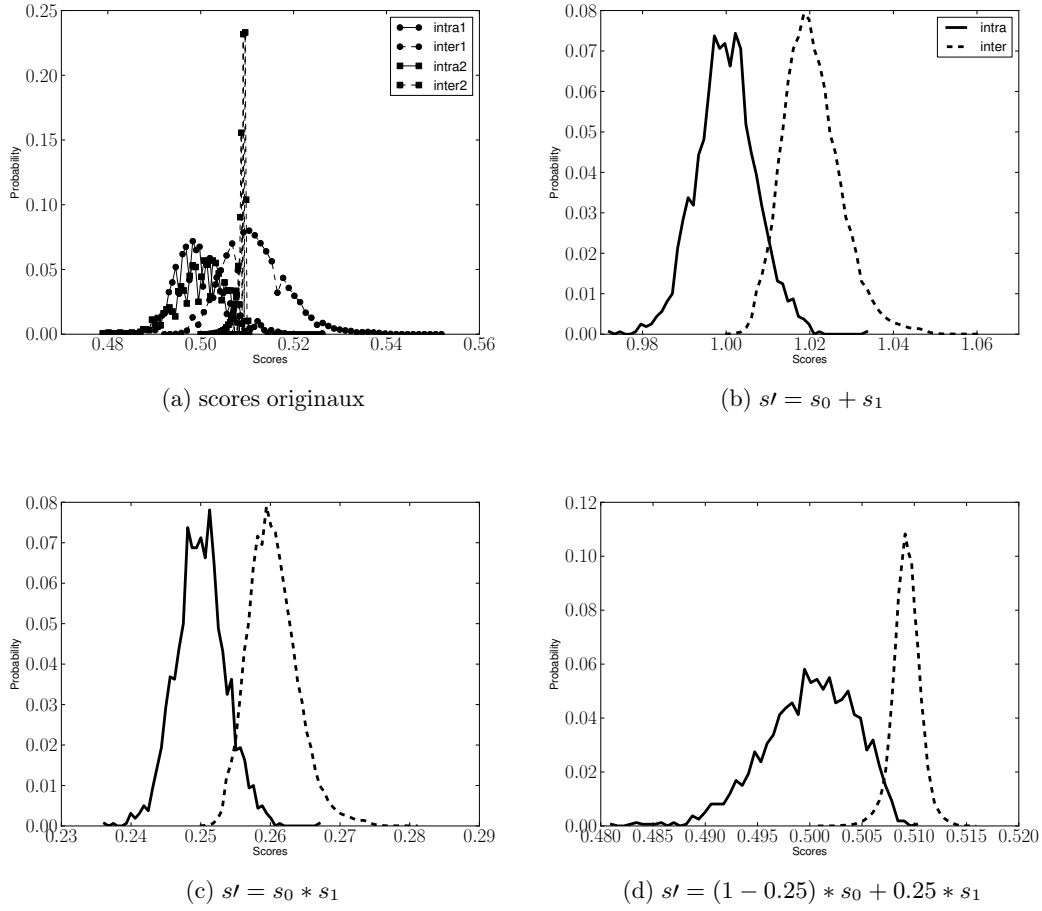 0.25
0.20
0.15
0.10
0.05
0.00
Probability
0.48 0.50 0.52 0.54 0.56
Scores
intra1
inter1
intra2
inter2
(a) scores originaux
0.08
0.07
0.06
0.05
0.04
0.03
0.02
0.01
0.00
Probability
0.98 1.00 1.02 1.04 1.06
Scores
intra
inter
(b) s′ = s₀ + s₁
0.08
0.07
0.06
0.05
0.04
0.03
0.02
0.01
0.00
Probability
0.23 0.24 0.25 0.26 0.27 0.28 0.29
Scores
(c) s′ = s₀ * s₁
0.12
0.10
0.08
0.06
0.04
0.02
0.00
Probability
0.480 0.485 0.490 0.495 0.500 0.505 0.510 0.515 0.520
Scores
(d) s′ = (1 − 0.25) * s₀ + 0.25 * s₁